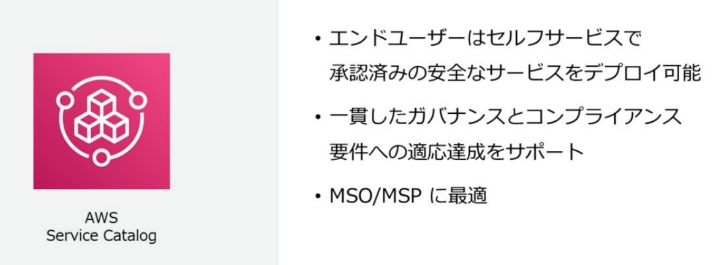 AWS
Service Catalog
• エンドユーザーはセルフサービスで
承認済みの安全なサービスをデプロイ可能
• 一貫したガバナンスとコンプライアンス
要件への適応達成をサポート
• MSO/MSP に最適